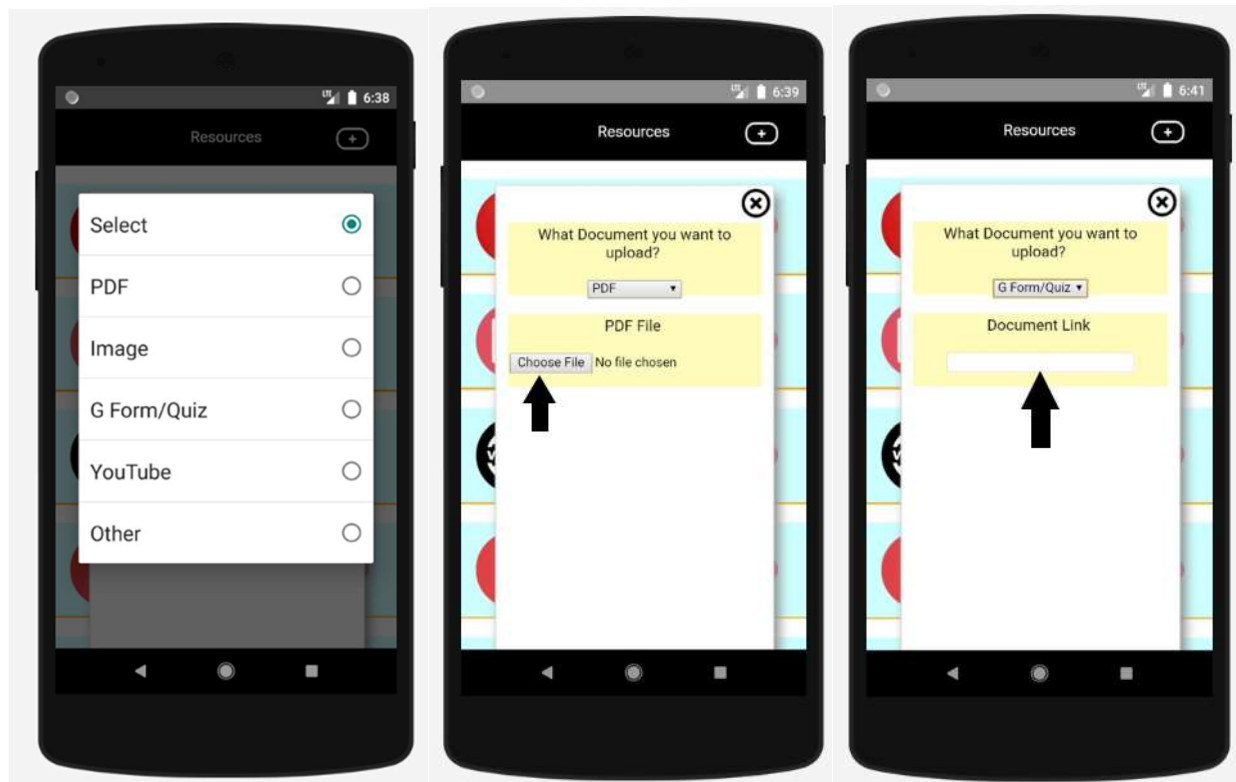 6:38
Resources
Select
PDF
Image
G Form/Quiz
YouTube
Other
LTE 6:39
Resources +
What Document you want to
upload?
PDF
PDF File
Choose File No file chosen
LTE 6:41
Resources +
What Document you want to
upload?
G Form/Quiz
Document Link